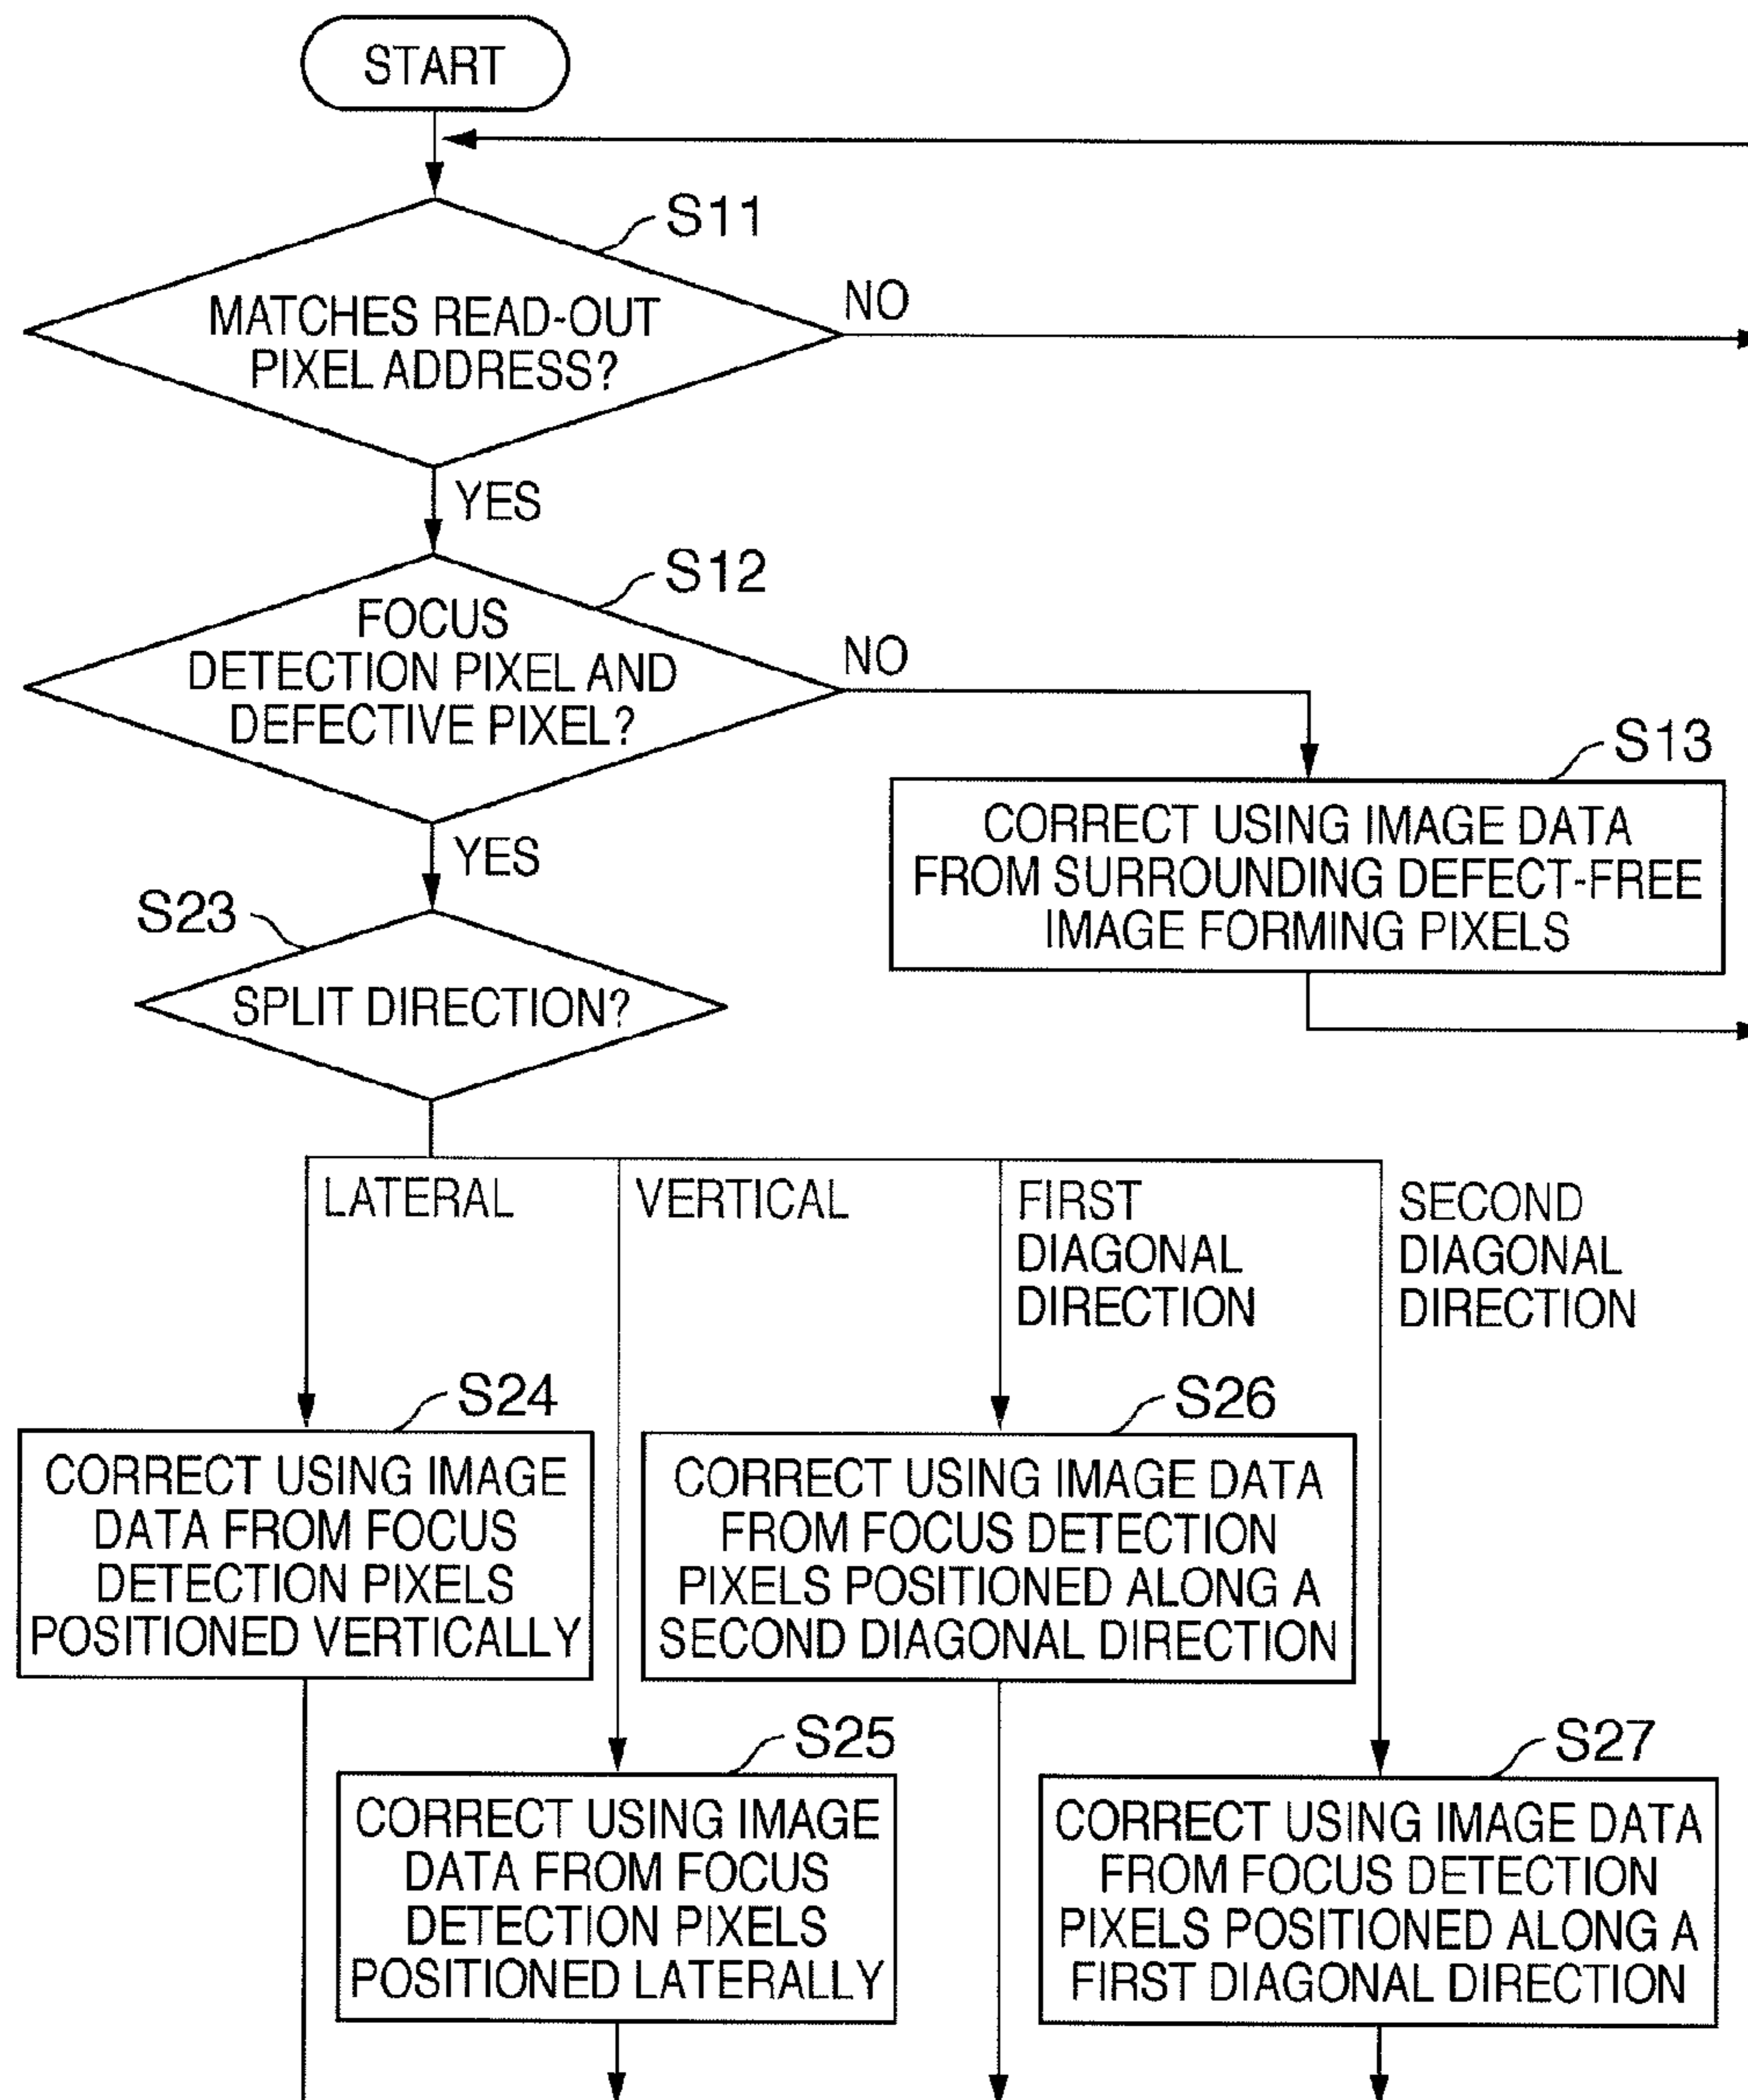 START
S11
MATCHES READ-OUT
PIXEL ADDRESS?
NO
YES
S12
FOCUS
DETECTION PIXEL AND
DEFECTIVE PIXEL?
NO
YES
S13
CORRECT USING IMAGE DATA
FROM SURROUNDING DEFECT-FREE
IMAGE FORMING PIXELS
S23
SPLIT DIRECTION?
LATERAL
VERTICAL
FIRST
DIAGONAL
DIRECTION
SECOND
DIAGONAL
DIRECTION
S24
CORRECT USING IMAGE
DATA FROM FOCUS
DETECTION PIXELS
POSITIONED VERTICALLY
S26
CORRECT USING IMAGE DATA
FROM FOCUS DETECTION
PIXELS POSITIONED ALONG A
SECOND DIAGONAL DIRECTION
S25
CORRECT USING IMAGE
DATA FROM FOCUS
DETECTION PIXELS
POSITIONED LATERALLY
S27
CORRECT USING IMAGE DATA
FROM FOCUS DETECTION
PIXELS POSITIONED ALONG A
FIRST DIAGONAL DIRECTION